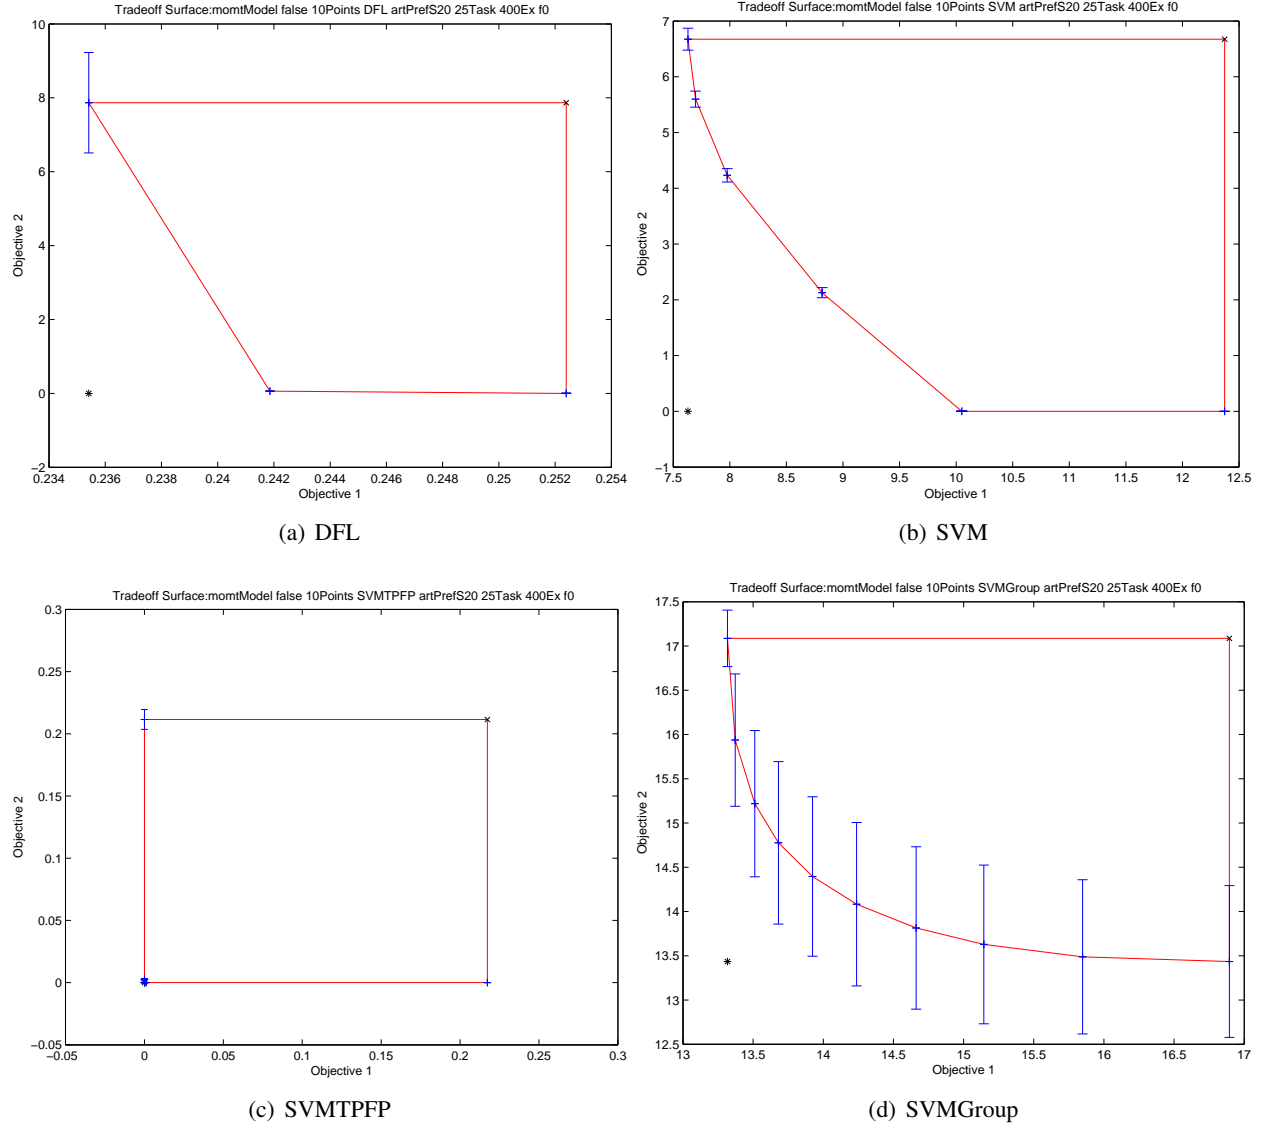 Tradeoff Surface:momtModel false 10Points DFL artPrefS20 25Task 400Ex f0
10
8
6
4
2
0
−2
Objective 2
0.234 0.236 0.238 0.24 0.242 0.244 0.246 0.248 0.25 0.252 0.254
Objective 1
(a) DFL
Tradeoff Surface:momtModel false 10Points SVM artPrefS20 25Task 400Ex f0
7
6
5
4
3
2
1
0
−1
Objective 2
7.5 8 8.5 9 9.5 10 10.5 11 11.5 12 12.5
Objective 1
(b) SVM
Tradeoff Surface:momtModel false 10Points SVMTPFP artPrefS20 25Task 400Ex f0
0.3
0.25
0.2
0.15
0.1
0.05
0
−0.05
Objective 2
−0.05 0 0.05 0.1 0.15 0.2 0.25 0.3
Objective 1
(c) SVMTPFP
Tradeoff Surface:momtModel false 10Points SVMGroup artPrefS20 25Task 400Ex f0
17.5
17
16.5
16
15.5
15
14.5
14
13.5
13
12.5
Objective 2
13 13.5 14 14.5 15 15.5 16 16.5 17
Objective 1
(d) SVMGroup